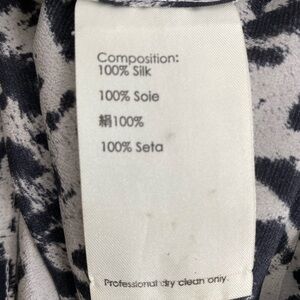 Composition:
100% Silk
100% Soie
絹100%
100% Seta
Professional dry clean only.